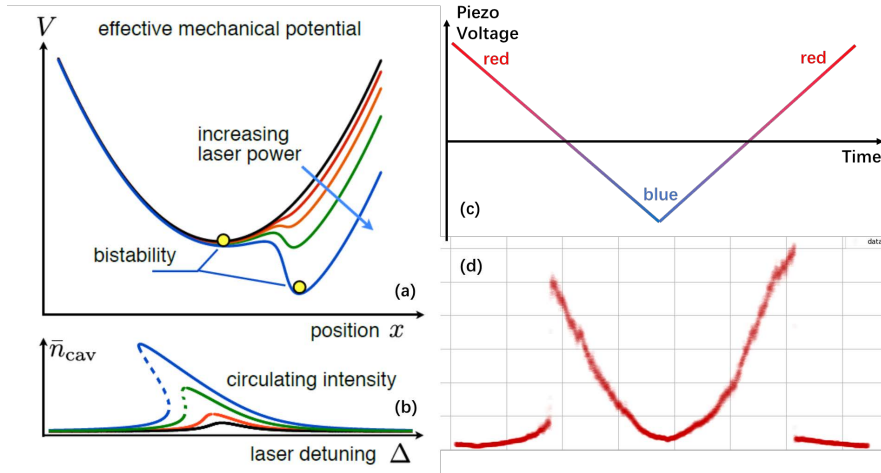 V
effective mechanical potential
increasing
laser power
bistability
(a)
position x
n̄cav
circulating intensity
(b)
laser detuning Δ
Piezo
Voltage
red
red
Time
blue
(c)
data
(d)